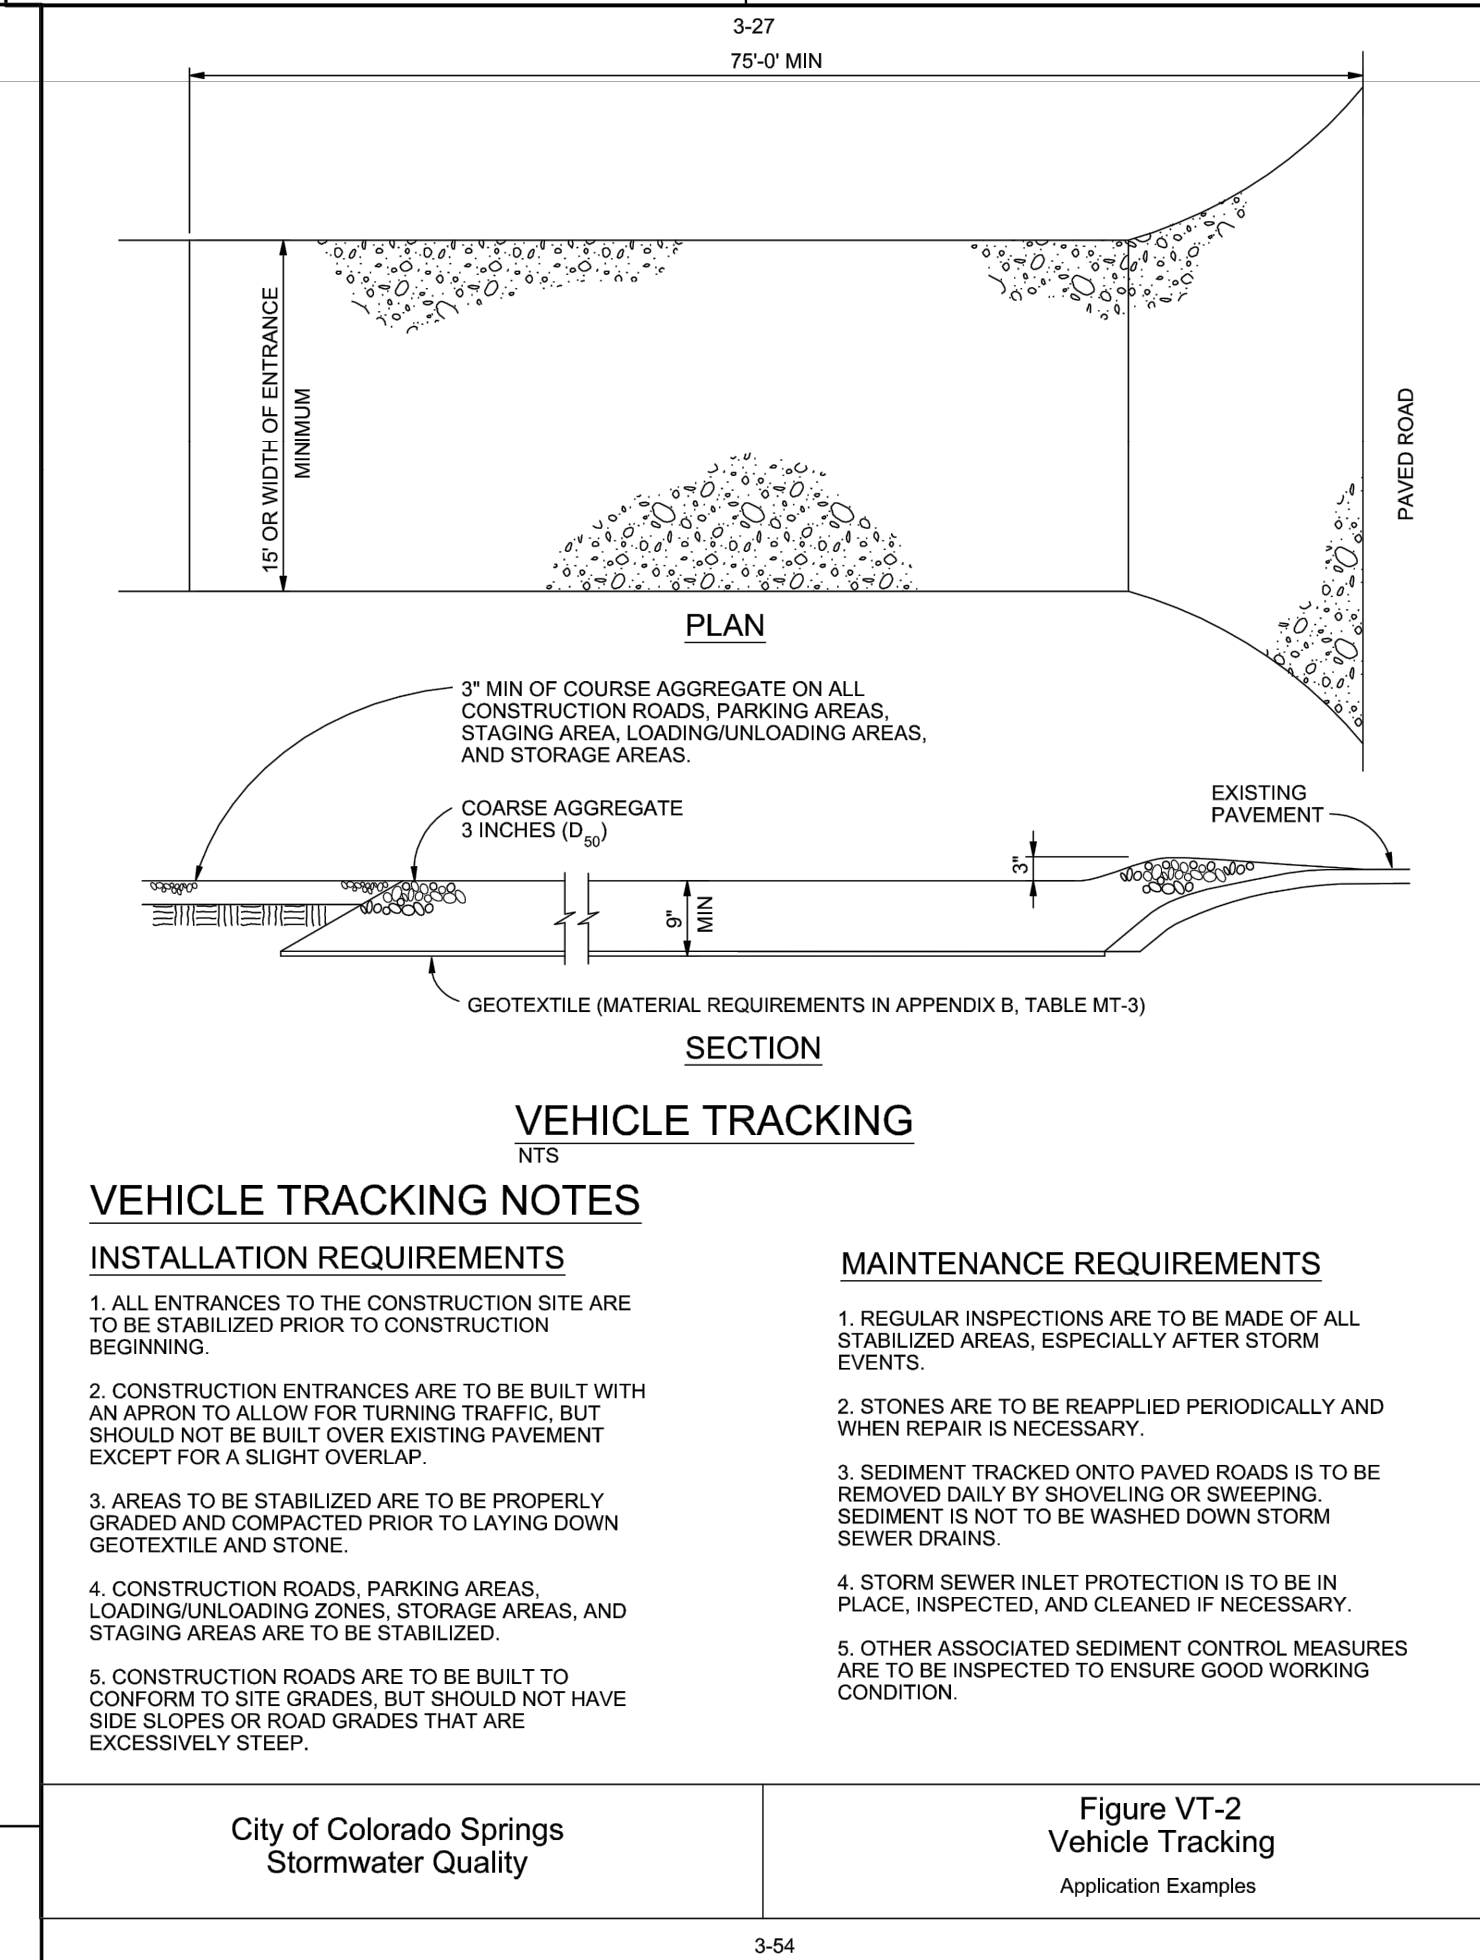 3-27
75'-0' MIN
15' OR WIDTH OF ENTRANCE
MINIMUM
PAVED ROAD
PLAN
3" MIN OF COURSE AGGREGATE ON ALL
CONSTRUCTION ROADS, PARKING AREAS,
STAGING AREA, LOADING/UNLOADING AREAS,
AND STORAGE AREAS.
COARSE AGGREGATE
3 INCHES (D50)
EXISTING
PAVEMENT
3"
9"
MIN
GEOTEXTILE (MATERIAL REQUIREMENTS IN APPENDIX B, TABLE MT-3)
SECTION
VEHICLE TRACKING
NTS
VEHICLE TRACKING NOTES
INSTALLATION REQUIREMENTS
1. ALL ENTRANCES TO THE CONSTRUCTION SITE ARE
TO BE STABILIZED PRIOR TO CONSTRUCTION
BEGINNING.
2. CONSTRUCTION ENTRANCES ARE TO BE BUILT WITH
AN APRON TO ALLOW FOR TURNING TRAFFIC, BUT
SHOULD NOT BE BUILT OVER EXISTING PAVEMENT
EXCEPT FOR A SLIGHT OVERLAP.
3. AREAS TO BE STABILIZED ARE TO BE PROPERLY
GRADED AND COMPACTED PRIOR TO LAYING DOWN
GEOTEXTILE AND STONE.
4. CONSTRUCTION ROADS, PARKING AREAS,
LOADING/UNLOADING ZONES, STORAGE AREAS, AND
STAGING AREAS ARE TO BE STABILIZED.
5. CONSTRUCTION ROADS ARE TO BE BUILT TO
CONFORM TO SITE GRADES, BUT SHOULD NOT HAVE
SIDE SLOPES OR ROAD GRADES THAT ARE
EXCESSIVELY STEEP.
MAINTENANCE REQUIREMENTS
1. REGULAR INSPECTIONS ARE TO BE MADE OF ALL
STABILIZED AREAS, ESPECIALLY AFTER STORM
EVENTS.
2. STONES ARE TO BE REAPPLIED PERIODICALLY AND
WHEN REPAIR IS NECESSARY.
3. SEDIMENT TRACKED ONTO PAVED ROADS IS TO BE
REMOVED DAILY BY SHOVELING OR SWEEPING.
SEDIMENT IS NOT TO BE WASHED DOWN STORM
SEWER DRAINS.
4. STORM SEWER INLET PROTECTION IS TO BE IN
PLACE, INSPECTED, AND CLEANED IF NECESSARY.
5. OTHER ASSOCIATED SEDIMENT CONTROL MEASURES
ARE TO BE INSPECTED TO ENSURE GOOD WORKING
CONDITION.
City of Colorado Springs
Stormwater Quality
Figure VT-2
Vehicle Tracking
Application Examples
3-54